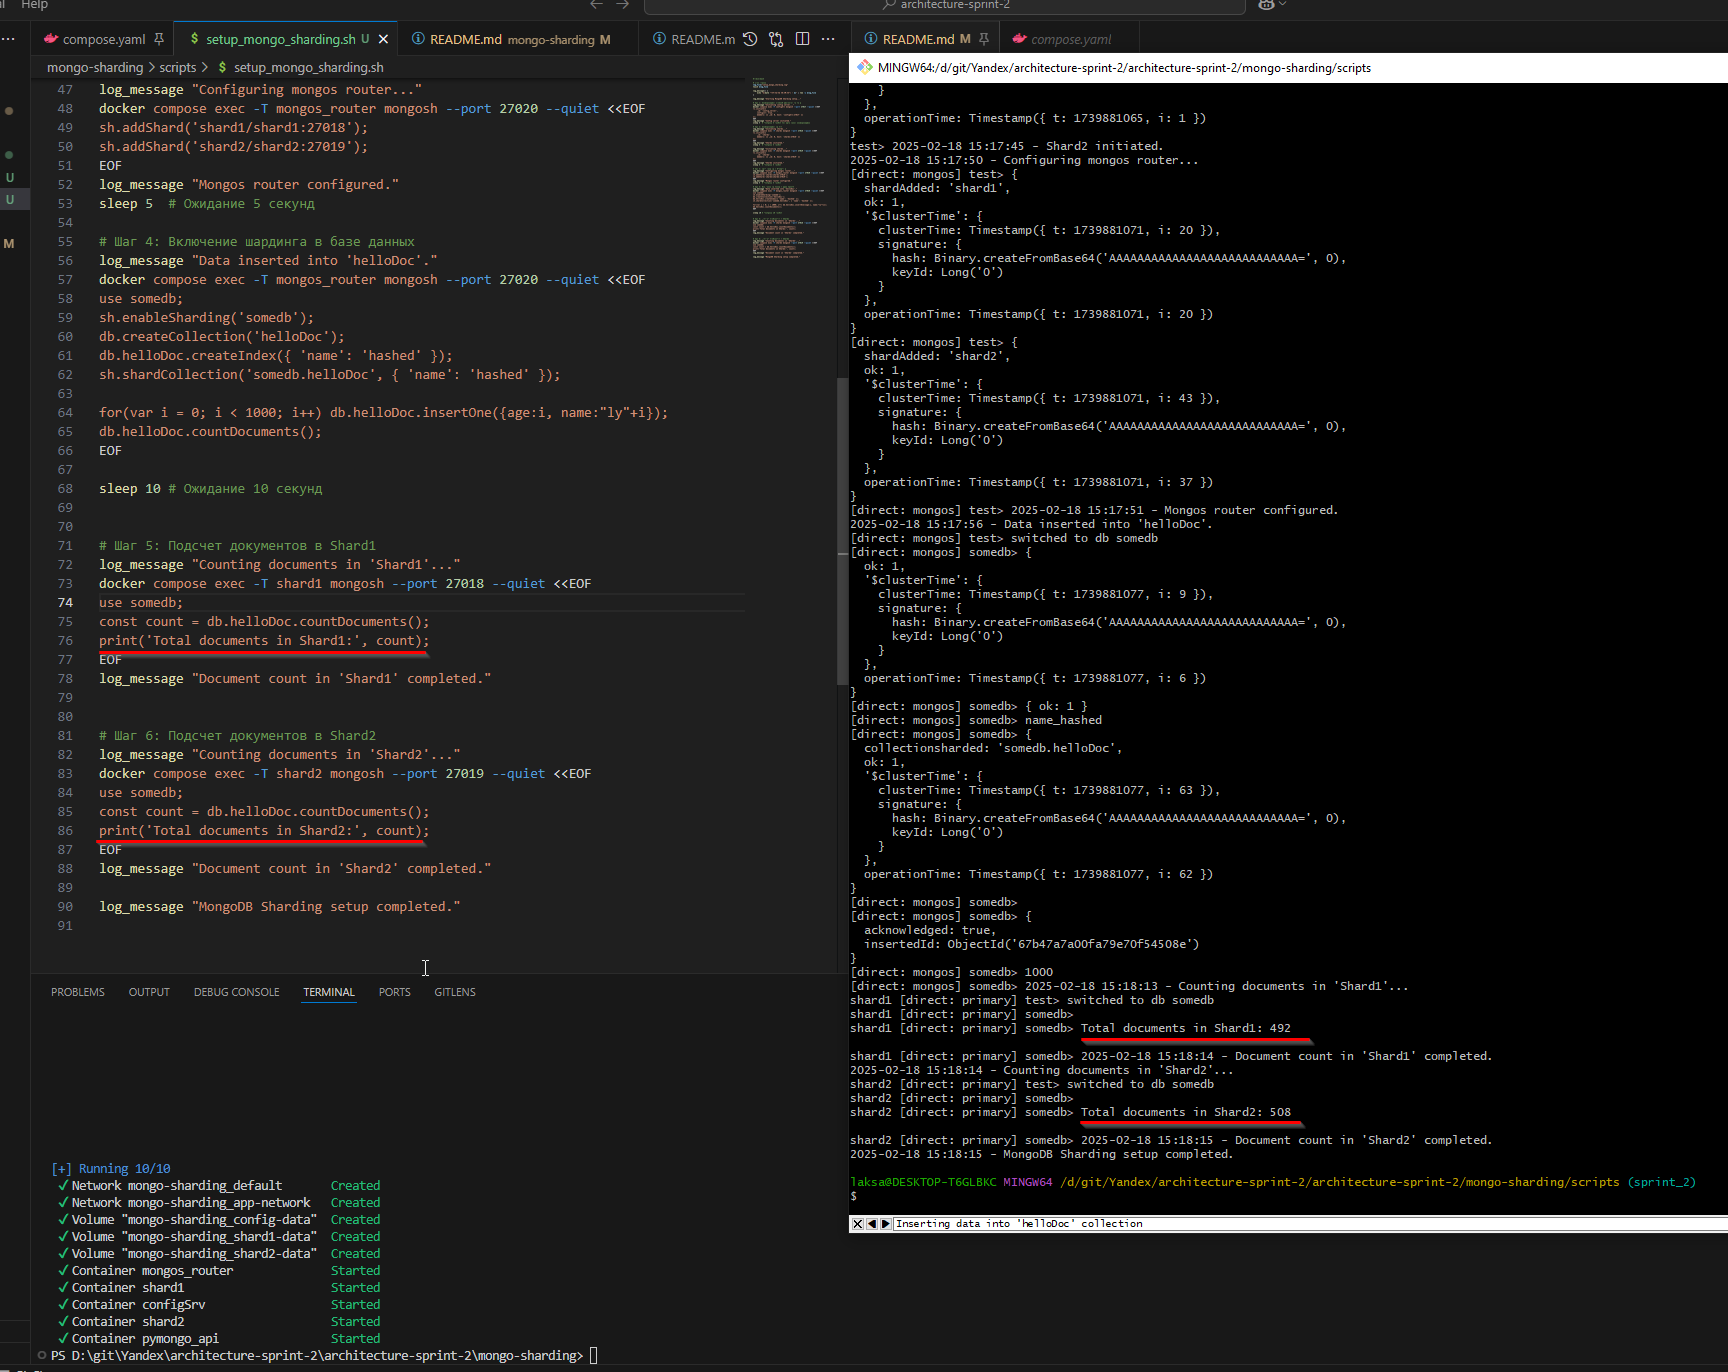 Help
architecture-sprint-2
compose.yaml
$ setup_mongo_sharding.sh U
README.md mongo-sharding M
README.m
README.md M
compose.yaml
mongo-sharding > scripts > $ setup_mongo_sharding.sh
U
U
M
47 log_message "Configuring mongos router..."
48 docker compose exec -T mongos_router mongosh --port 27020 --quiet <<EOF
49 sh.addShard('shard1/shard1:27018');
50 sh.addShard('shard2/shard2:27019');
51 EOF
52 log_message "Mongos router configured."
53 sleep 5  # Ожидание 5 секунд
54
55 # Шаг 4: Включение шардинга в базе данных
56 log_message "Data inserted into 'helloDoc'."
57 docker compose exec -T mongos_router mongosh --port 27020 --quiet <<EOF
58 use somedb;
59 sh.enableSharding('somedb');
60 db.createCollection('helloDoc');
61 db.helloDoc.createIndex({ 'name': 'hashed' });
62 sh.shardCollection('somedb.helloDoc', { 'name': 'hashed' });
63
64 for(var i = 0; i < 1000; i++) db.helloDoc.insertOne({age:i, name:"ly"+i});
65 db.helloDoc.countDocuments();
66 EOF
67
68 sleep 10 # Ожидание 10 секунд
69
70
71 # Шаг 5: Подсчет документов в Shard1
72 log_message "Counting documents in 'Shard1'..."
73 docker compose exec -T shard1 mongosh --port 27018 --quiet <<EOF
74 use somedb;
75 const count = db.helloDoc.countDocuments();
76 print('Total documents in Shard1:', count);
77 EOF
78 log_message "Document count in 'Shard1' completed."
79
80
81 # Шаг 6: Подсчет документов в Shard2
82 log_message "Counting documents in 'Shard2'..."
83 docker compose exec -T shard2 mongosh --port 27019 --quiet <<EOF
84 use somedb;
85 const count = db.helloDoc.countDocuments();
86 print('Total documents in Shard2:', count);
87 EOF
88 log_message "Document count in 'Shard2' completed."
89
90 log_message "MongoDB Sharding setup completed."
91
PROBLEMS OUTPUT DEBUG CONSOLE TERMINAL PORTS GITLENS
[+] Running 10/10
✓ Network mongo-sharding_default Created
✓ Network mongo-sharding_app-network Created
✓ Volume "mongo-sharding_config-data" Created
✓ Volume "mongo-sharding_shard1-data" Created
✓ Volume "mongo-sharding_shard2-data" Created
✓ Container mongos_router Started
✓ Container shard1 Started
✓ Container configSrv Started
✓ Container shard2 Started
✓ Container pymongo_api Started
PS D:\git\Yandex\architecture-sprint-2\architecture-sprint-2\mongo-sharding>
MINGW64:/d/git/Yandex/architecture-sprint-2/architecture-sprint-2/mongo-sharding/scripts
}
},
operationTime: Timestamp({ t: 1739881065, i: 1 })
}
test> 2025-02-18 15:17:45 - Shard2 initiated.
2025-02-18 15:17:50 - Configuring mongos router...
[direct: mongos] test> {
shardAdded: 'shard1',
ok: 1,
'$clusterTime': {
clusterTime: Timestamp({ t: 1739881071, i: 20 }),
signature: {
hash: Binary.createFromBase64('AAAAAAAAAAAAAAAAAAAAAAAAAAA=', 0),
keyId: Long('0')
}
},
operationTime: Timestamp({ t: 1739881071, i: 20 })
}
[direct: mongos] test> {
shardAdded: 'shard2',
ok: 1,
'$clusterTime': {
clusterTime: Timestamp({ t: 1739881071, i: 43 }),
signature: {
hash: Binary.createFromBase64('AAAAAAAAAAAAAAAAAAAAAAAAAAA=', 0),
keyId: Long('0')
}
},
operationTime: Timestamp({ t: 1739881071, i: 37 })
}
[direct: mongos] test> 2025-02-18 15:17:51 - Mongos router configured.
2025-02-18 15:17:56 - Data inserted into 'helloDoc'.
[direct: mongos] test> switched to db somedb
[direct: mongos] somedb> {
ok: 1,
'$clusterTime': {
clusterTime: Timestamp({ t: 1739881077, i: 9 }),
signature: {
hash: Binary.createFromBase64('AAAAAAAAAAAAAAAAAAAAAAAAAAA=', 0),
keyId: Long('0')
}
},
operationTime: Timestamp({ t: 1739881077, i: 6 })
}
[direct: mongos] somedb> { ok: 1 }
[direct: mongos] somedb> name_hashed
[direct: mongos] somedb> {
collectionsharded: 'somedb.helloDoc',
ok: 1,
'$clusterTime': {
clusterTime: Timestamp({ t: 1739881077, i: 63 }),
signature: {
hash: Binary.createFromBase64('AAAAAAAAAAAAAAAAAAAAAAAAAAA=', 0),
keyId: Long('0')
}
},
operationTime: Timestamp({ t: 1739881077, i: 62 })
}
[direct: mongos] somedb>
[direct: mongos] somedb> {
acknowledged: true,
insertedId: ObjectId('67b47a7a00fa79e70f54508e')
}
[direct: mongos] somedb> 1000
[direct: mongos] somedb> 2025-02-18 15:18:13 - Counting documents in 'Shard1'...
shard1 [direct: primary] test> switched to db somedb
shard1 [direct: primary] somedb>
shard1 [direct: primary] somedb> Total documents in Shard1: 492
shard1 [direct: primary] somedb> 2025-02-18 15:18:14 - Document count in 'Shard1' completed.
2025-02-18 15:18:14 - Counting documents in 'Shard2'...
shard2 [direct: primary] test> switched to db somedb
shard2 [direct: primary] somedb>
shard2 [direct: primary] somedb> Total documents in Shard2: 508
shard2 [direct: primary] somedb> 2025-02-18 15:18:15 - Document count in 'Shard2' completed.
2025-02-18 15:18:15 - MongoDB Sharding setup completed.
laksa@DESKTOP-T6GLBKC MINGW64 /d/git/Yandex/architecture-sprint-2/architecture-sprint-2/mongo-sharding/scripts (sprint_2)
$
Inserting data into 'helloDoc' collection